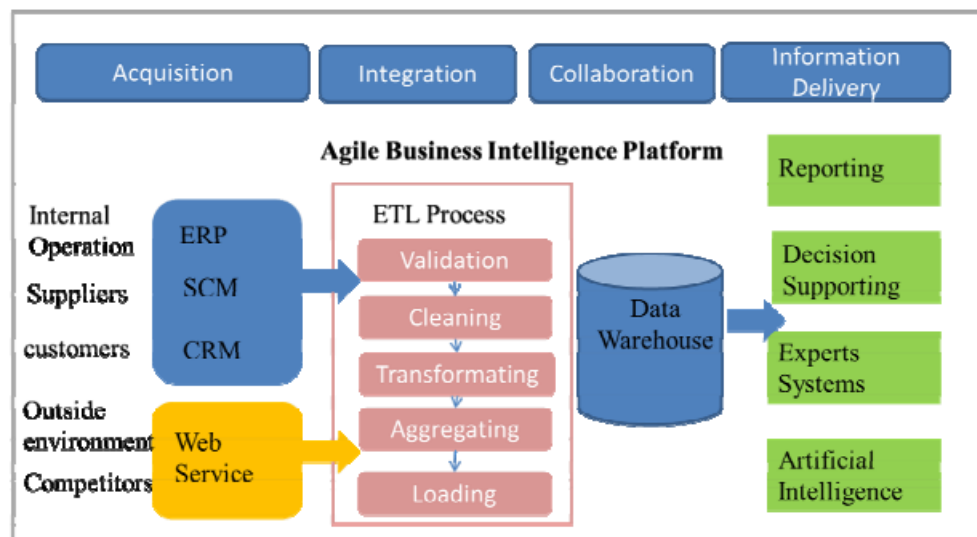 Acquisition
Integration
Collaboration
Information
Delivery
Agile Business Intelligence Platform
Internal
Operation
Suppliers
customers
Outside
environment
Competitors
ERP
SCM
CRM
Web
Service
ETL Process
Validation
Cleaning
Transformating
Aggregating
Loading
Data
Warehouse
Reporting
Decision
Supporting
Experts
Systems
Artificial
Intelligence